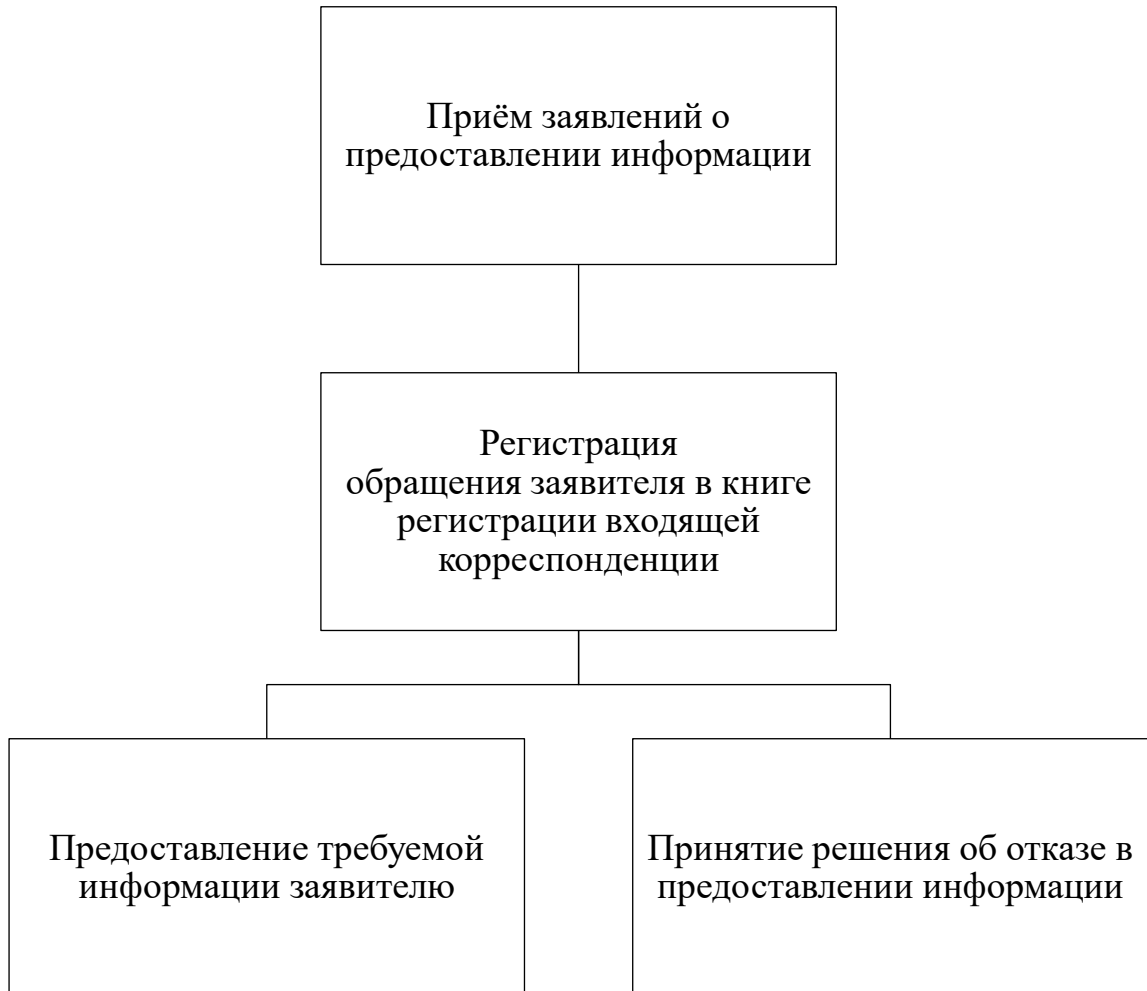 Приём заявлений о
предоставлении информации
Регистрация
обращения заявителя в книге
регистрации входящей
корреспонденции
Предоставление требуемой
информации заявителю
Принятие решения об отказе в
предоставлении информации